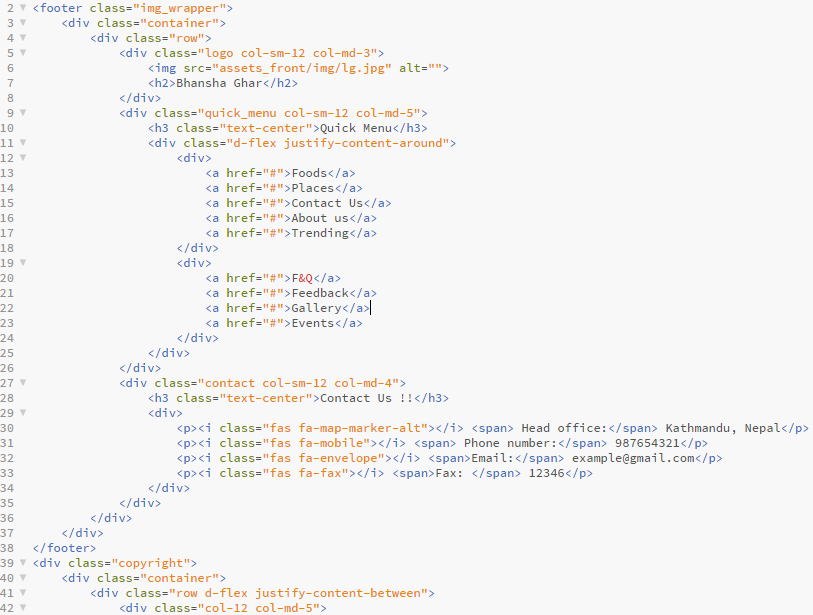 2 <footer class="img_wrapper">
3 <div class="container">
4 <div class="row">
5 <div class="logo col-sm-12 col-md-3">
6 <img src="assets_front/img/lg.jpg" alt="">
7 <h2>Bhansha Ghar</h2>
8 </div>
9 <div class="quick_menu col-sm-12 col-md-5">
10 <h3 class="text-center">Quick Menu</h3>
11 <div class="d-flex justify-content-around">
12 <div>
13 <a href="#">Foods</a>
14 <a href="#">Places</a>
15 <a href="#">Contact Us</a>
16 <a href="#">About us</a>
17 <a href="#">Trending</a>
18 </div>
19 <div>
20 <a href="#">F&Q</a>
21 <a href="#">Feedback</a>
22 <a href="#">Gallery</a>
23 <a href="#">Events</a>
24 </div>
25 </div>
26 </div>
27 <div class="contact col-sm-12 col-md-4">
28 <h3 class="text-center">Contact Us !!</h3>
29 <div>
30 <p><i class="fas fa-map-marker-alt"></i> <span> Head office:</span> Kathmandu, Nepal</p>
31 <p><i class="fas fa-mobile"></i> <span> Phone number:</span> 987654321</p>
32 <p><i class="fas fa-envelope"></i> <span>Email:</span> example@gmail.com</p>
33 <p><i class="fas fa-fax"></i> <span>Fax: </span> 12346</p>
34 </div>
35 </div>
36 </div>
37 </div>
38 </footer>
39 <div class="copyright">
40 <div class="container">
41 <div class="row d-flex justify-content-between">
42 <div class="col-12 col-md-5">